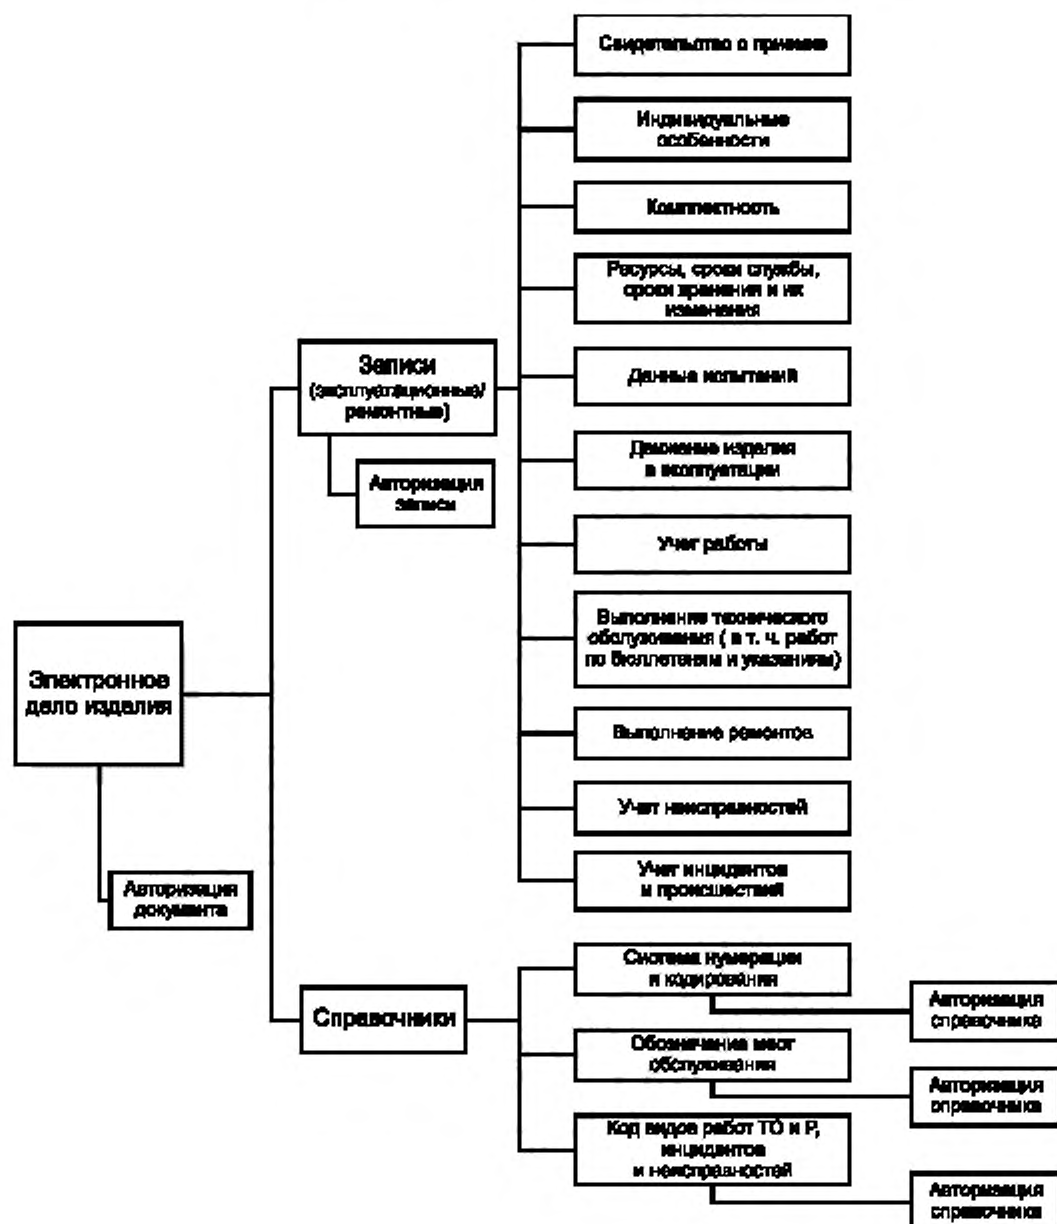 Свидетельство о приемке
Индивидуальные
особенности
Комплектность
Ресурсы, сроки службы,
сроки хранения и их
изменения
Записи
(эксплуатационные/
ремонтные)
Данные испытаний
Движение изделия
в эксплуатации
Авторизация
записи
Учет работы
Выполнение технического
обслуживания ( в т. ч. работ
по бюллетеням и указаниям)
Электронное
дело изделия
Выполнение ремонтов
Учет неисправностей
Учет инцидентов
и происшествий
Авторизация
документа
Система нумерации
и кодирования
Справочники
Авторизация
справочника
Обозначение мест
обслуживания
Авторизация
справочника
Код видов работ ТО и Р,
инцидентов
и неисправностей
Авторизация
справочника